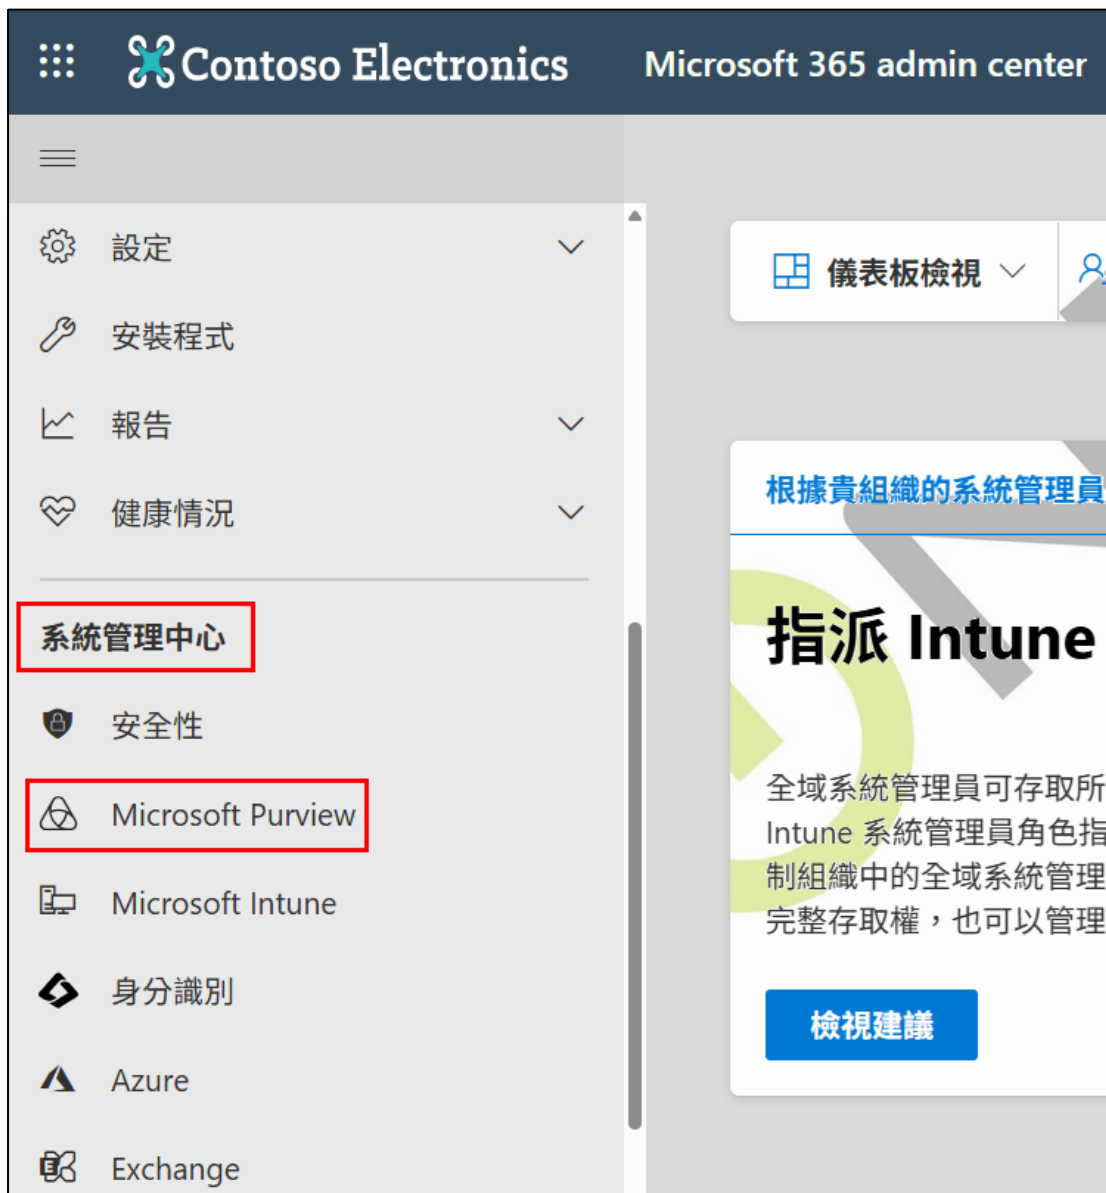 Contoso Electronics
Microsoft 365 admin center
設定
安裝程式
報告
健康情況
系統管理中心
安全性
Microsoft Purview
Microsoft Intune
身分識別
Azure
Exchange
儀表板檢視
根據貴組織的系統管理員
指派 Intune
全域系統管理員可存取所
Intune 系統管理員角色指
制組織中的全域系統管理
完整存取權，也可以管理
檢視建議